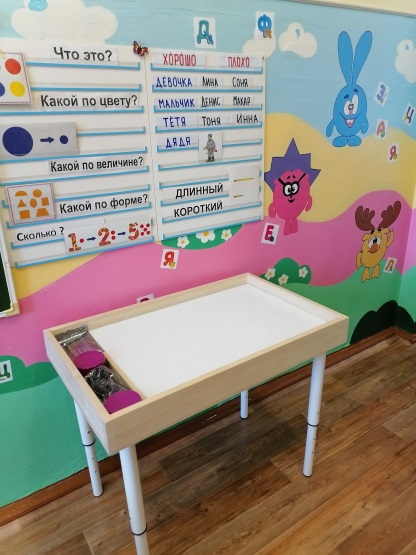 Что это?
Какой по цвету?
Какой по величине?
Какой по форме?
Сколько ?
1 2 5
ХОРОШО ПЛОХО
ДЕВОЧКА ЛИНА СОНЯ
МАЛЬЧИК ДЕНИС МАКАР
ТЕТЯ ТОНЯ ИННА
ДЯДЯ
ДЛИННЫЙ
КОРОТКИЙ
Д
Ф
Я
Е
Я
Ц